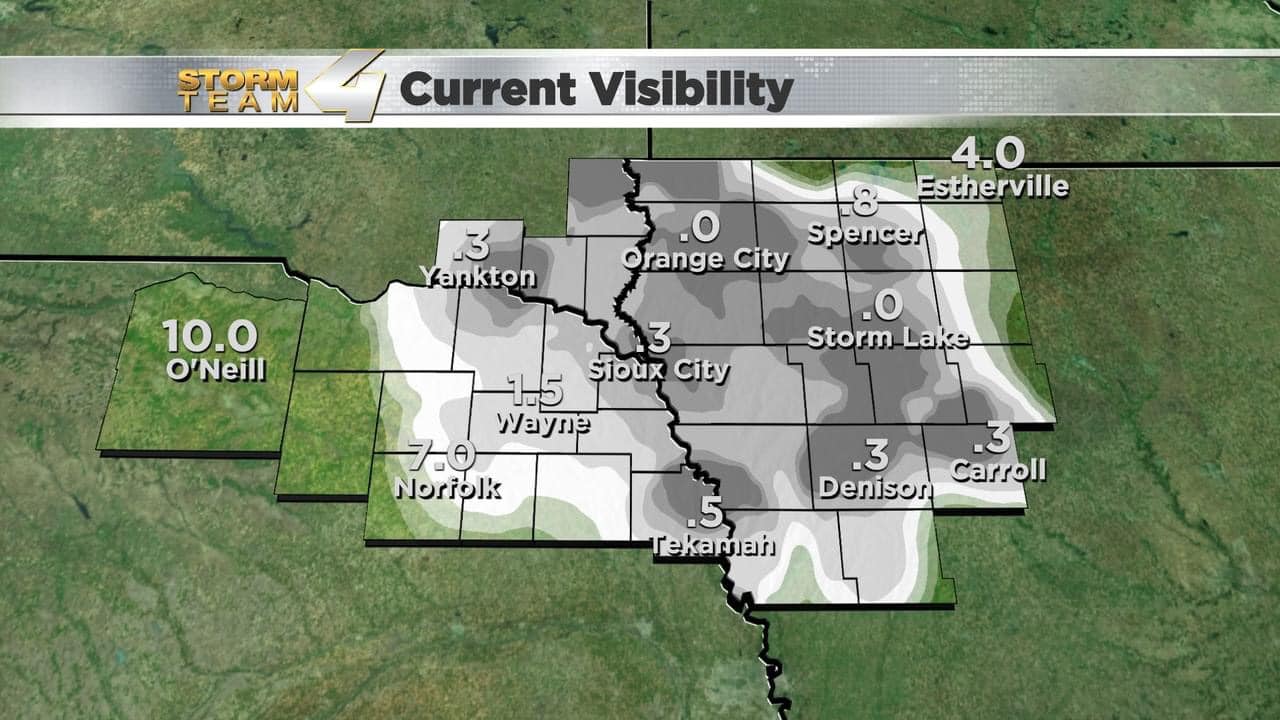 STORM
TEAM
4
Current Visibility
4.0
Estherville
.8
Spencer
.0
Orange City
.3
Yankton
.0
Storm Lake
10.0
O'Neill
.3
Sioux City
1.5
Wayne
7.0
Norfolk
.3
Carroll
.3
Denison
.5
Tekamah